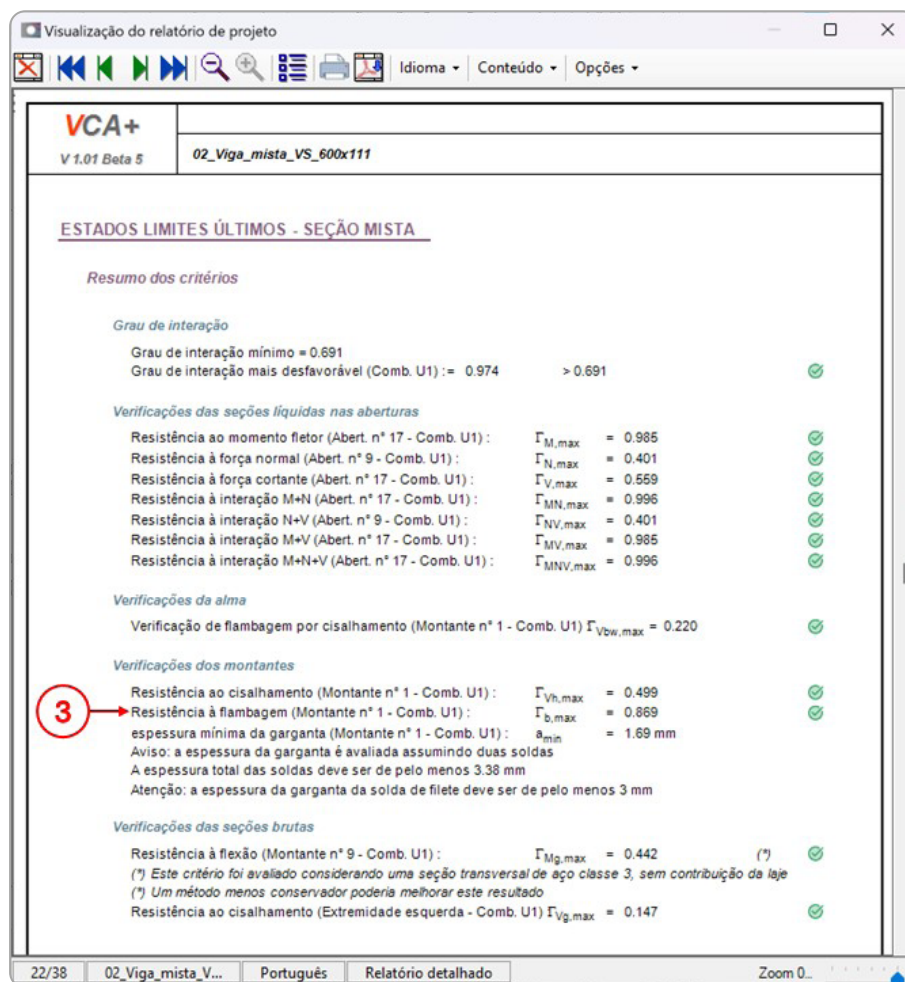 Visualização do relatório de projeto
Idioma Conteúdo Opções
VCA+
V 1.01 Beta 5
02_Viga_mista_VS_600x111
ESTADOS LIMITES ÚLTIMOS - SEÇÃO MISTA
Resumo dos critérios
Grau de interação
Grau de interação mínimo = 0.691
Grau de interação mais desfavorável (Comb. U1) := 0.974 > 0.691
Verificações das seções líquidas nas aberturas
Resistência ao momento fletor (Abert. n° 17 - Comb. U1) : ΓM,max = 0.985
Resistência à força normal (Abert. n° 9 - Comb. U1) : ΓN,max = 0.401
Resistência à força cortante (Abert. n° 17 - Comb. U1) : ΓV,max = 0.559
Resistência à interação M+N (Abert. n° 17 - Comb. U1) : ΓMN,max = 0.996
Resistência à interação N+V (Abert. n° 9 - Comb. U1) : ΓNV,max = 0.401
Resistência à interação M+V (Abert. n° 17 - Comb. U1) : ΓMV,max = 0.985
Resistência à interação M+N+V (Abert. n° 17 - Comb. U1) : ΓMNV,max = 0.996
Verificações da alma
Verificação de flambagem por cisalhamento (Montante n° 1 - Comb. U1) ΓVbw,max = 0.220
Verificações dos montantes
Resistência ao cisalhamento (Montante n° 1 - Comb. U1) : ΓVh,max = 0.499
3
Resistência à flambagem (Montante n° 1 - Comb. U1) : Γb,max = 0.869
espessura mínima da garganta (Montante n° 1 - Comb. U1) : amin = 1.69 mm
Aviso: a espessura da garganta é avaliada assumindo duas soldas
A espessura total das soldas deve ser de pelo menos 3.38 mm
Atenção: a espessura da garganta da solda de filete deve ser de pelo menos 3 mm
Verificações das seções brutas
Resistência à flexão (Montante n° 9 - Comb. U1) : ΓMg,max = 0.442 (*)
(*) Este critério foi avaliado considerando uma seção transversal de aço classe 3, sem contribuição da laje
(*) Um método menos conservador poderia melhorar este resultado
Resistência ao cisalhamento (Extremidade esquerda - Comb. U1) ΓVg,max = 0.147
22/38 02_Viga_mista_V... Português Relatório detalhado Zoom 0...